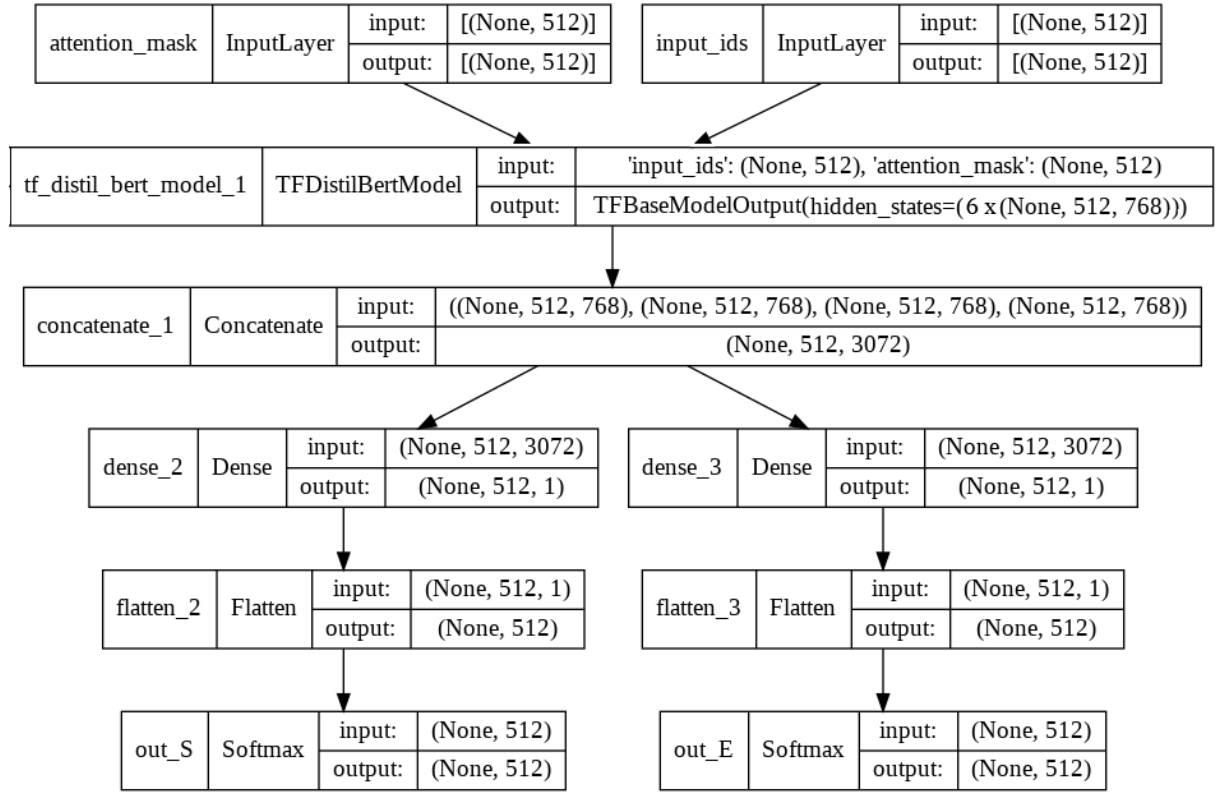 attention_mask InputLayer input: [(None, 512)]
output: [(None, 512)]
input_ids InputLayer input: [(None, 512)]
output: [(None, 512)]
tf_distil_bert_model_1 TFDistilBertModel input: 'input_ids': (None, 512), 'attention_mask': (None, 512)
output: TFBaseModelOutput(hidden_states=(6 x (None, 512, 768)))
concatenate_1 Concatenate input: ((None, 512, 768), (None, 512, 768), (None, 512, 768), (None, 512, 768))
output: (None, 512, 3072)
dense_2 Dense input: (None, 512, 3072)
output: (None, 512, 1)
dense_3 Dense input: (None, 512, 3072)
output: (None, 512, 1)
flatten_2 Flatten input: (None, 512, 1)
output: (None, 512)
flatten_3 Flatten input: (None, 512, 1)
output: (None, 512)
out_S Softmax input: (None, 512)
output: (None, 512)
out_E Softmax input: (None, 512)
output: (None, 512)